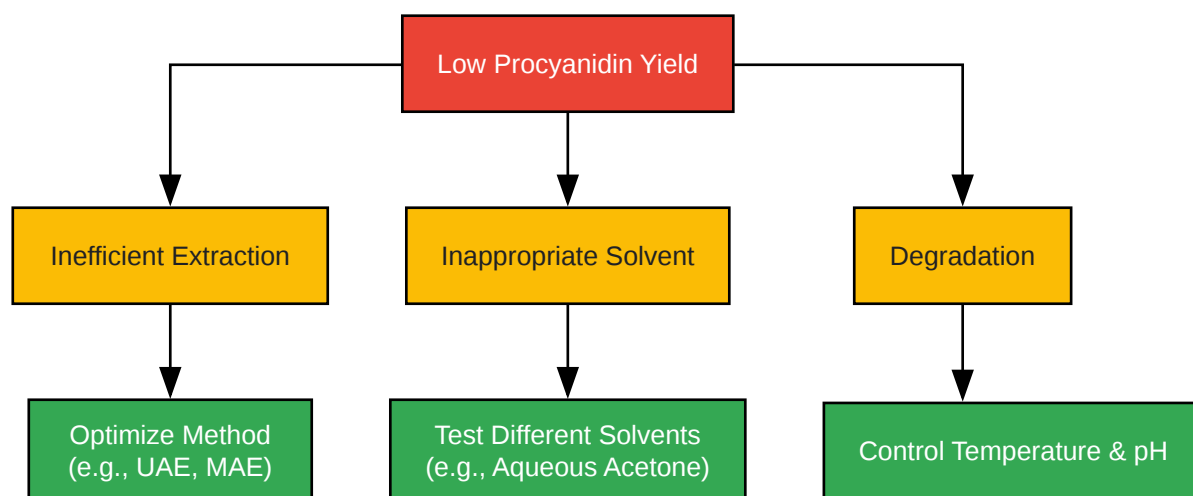 Low Procyanidin Yield
Inefficient Extraction
Inappropriate Solvent
Degradation
Optimize Method
(e.g., UAE, MAE)
Test Different Solvents
(e.g., Aqueous Acetone)
Control Temperature & pH